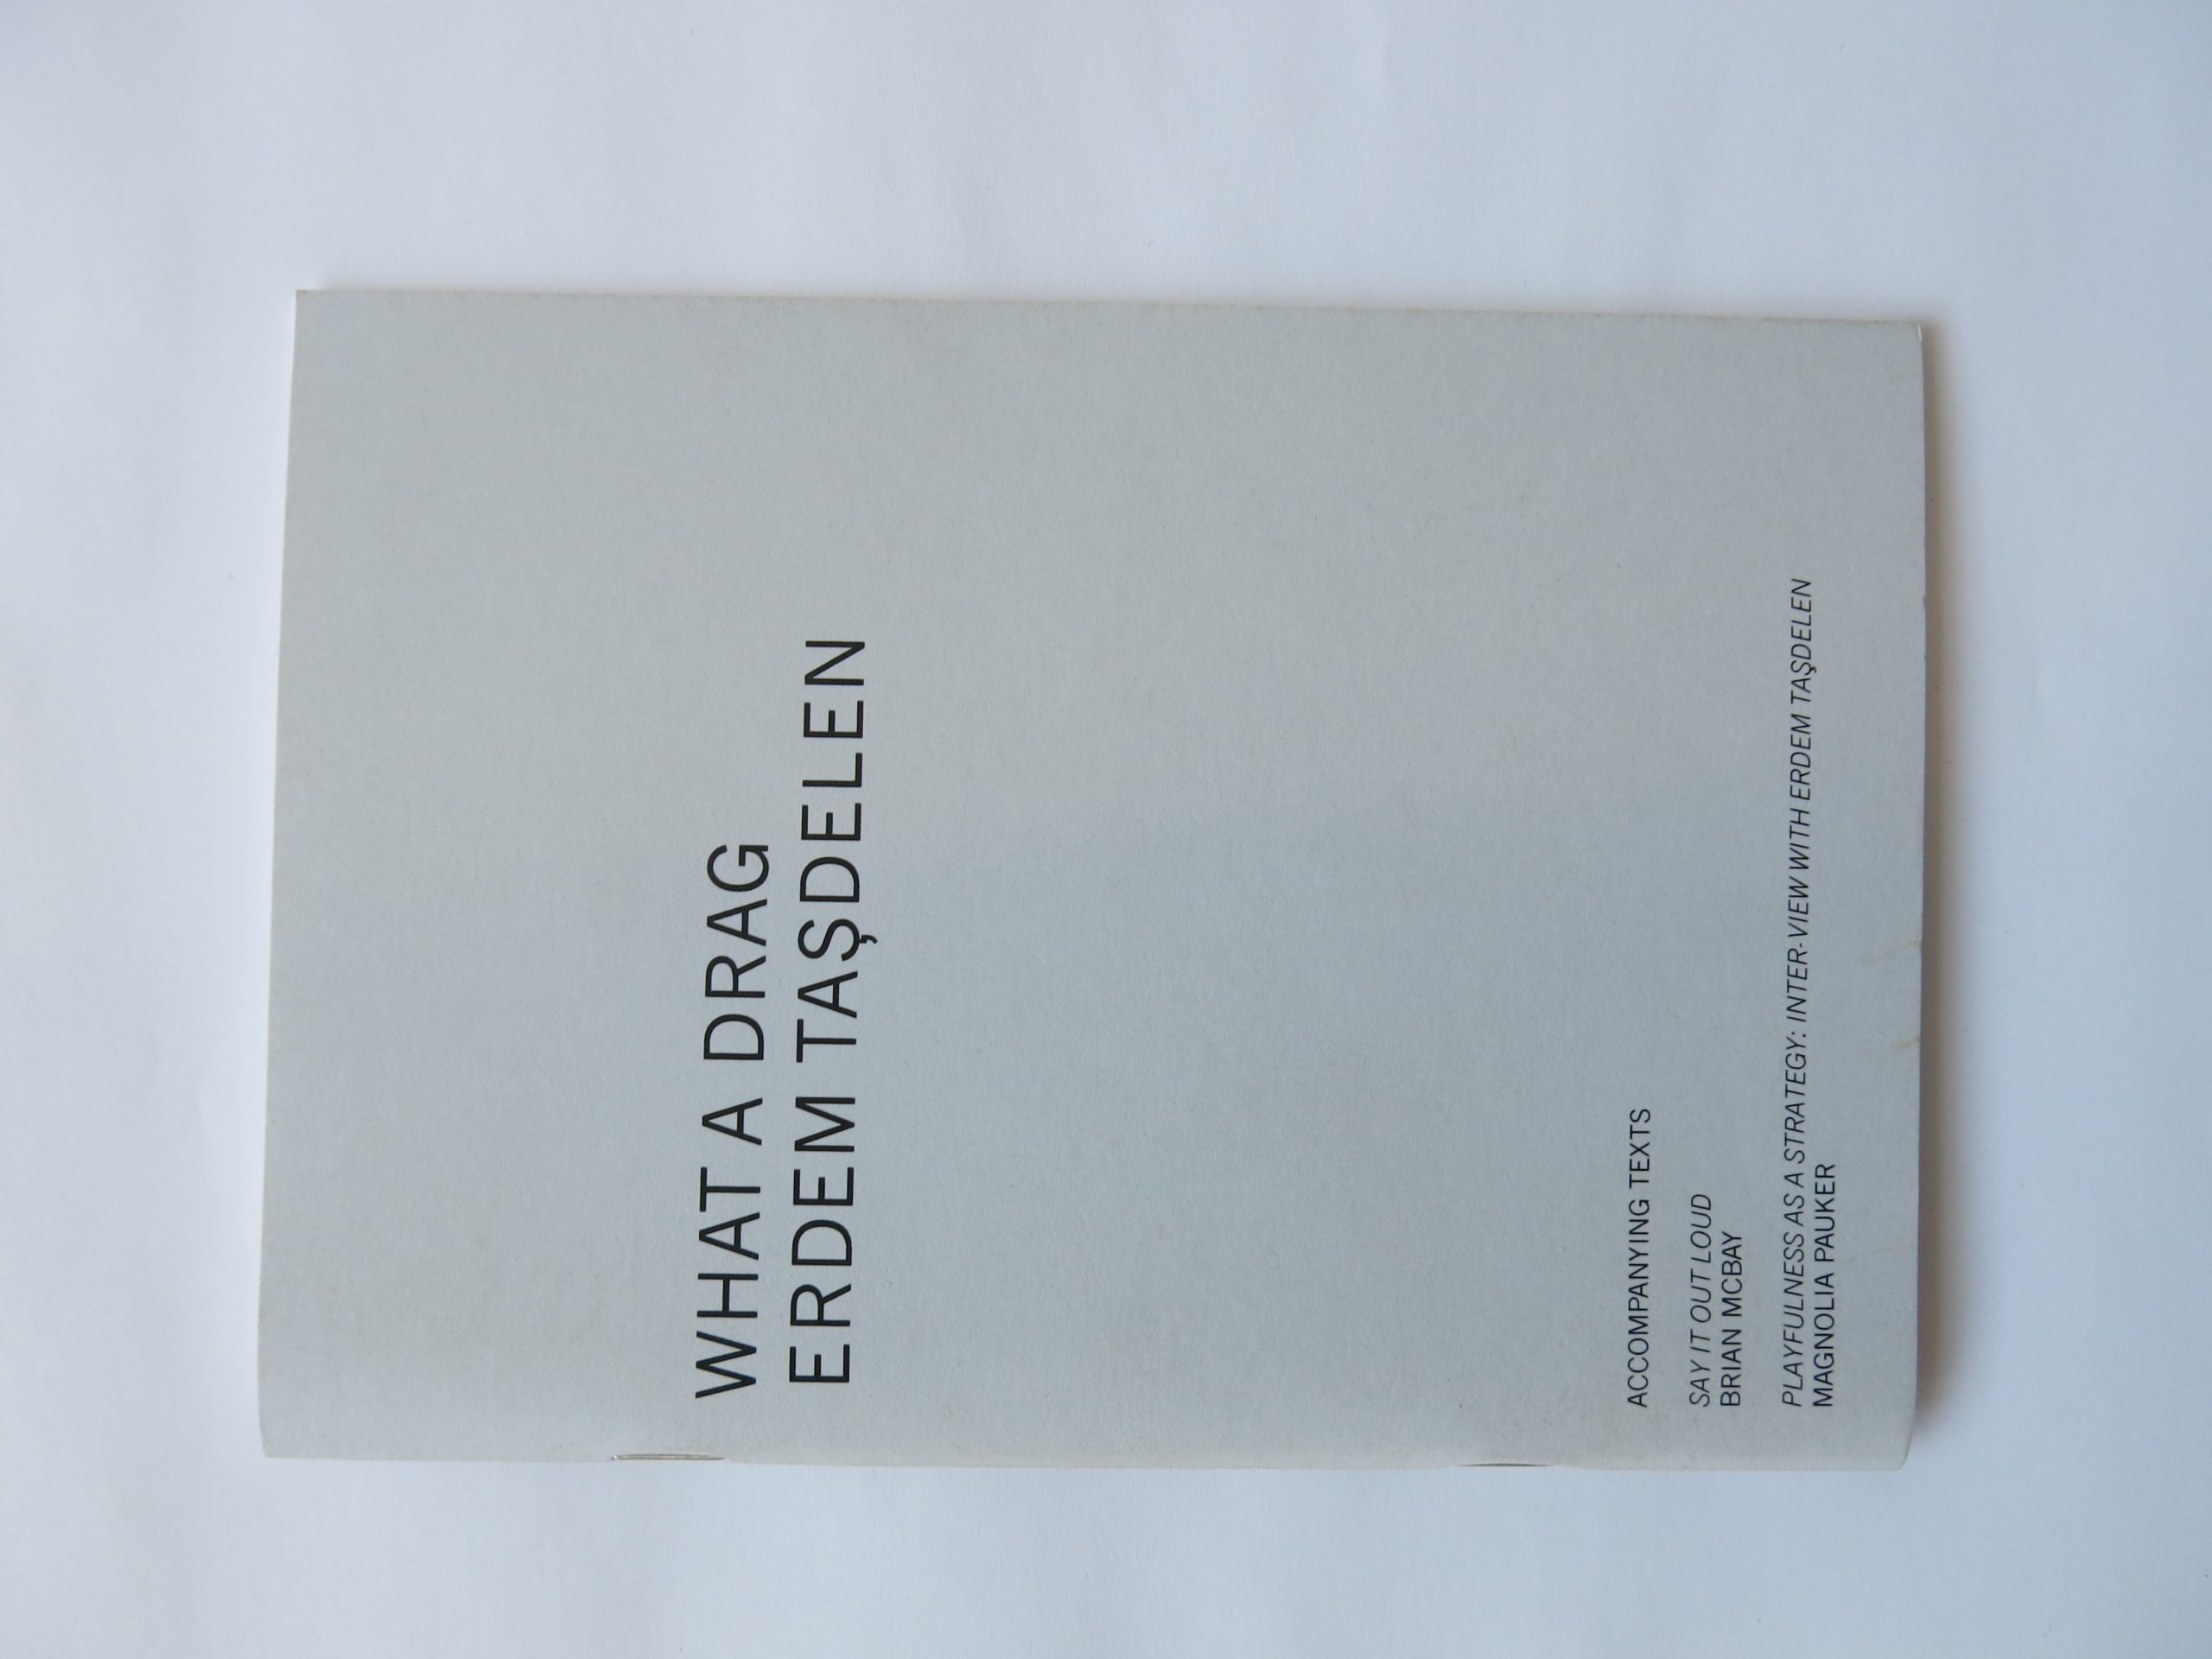 WHAT A DRAG
ERDEM TAŞDELEN
ACCOMPANYING TEXTS
SAY IT OUT LOUD
BRIAN MCBAY
PLAYFULNESS AS A STRATEGY: INTER-VIEW WITH ERDEM TAŞDELEN
MAGNOLIA PAUKER